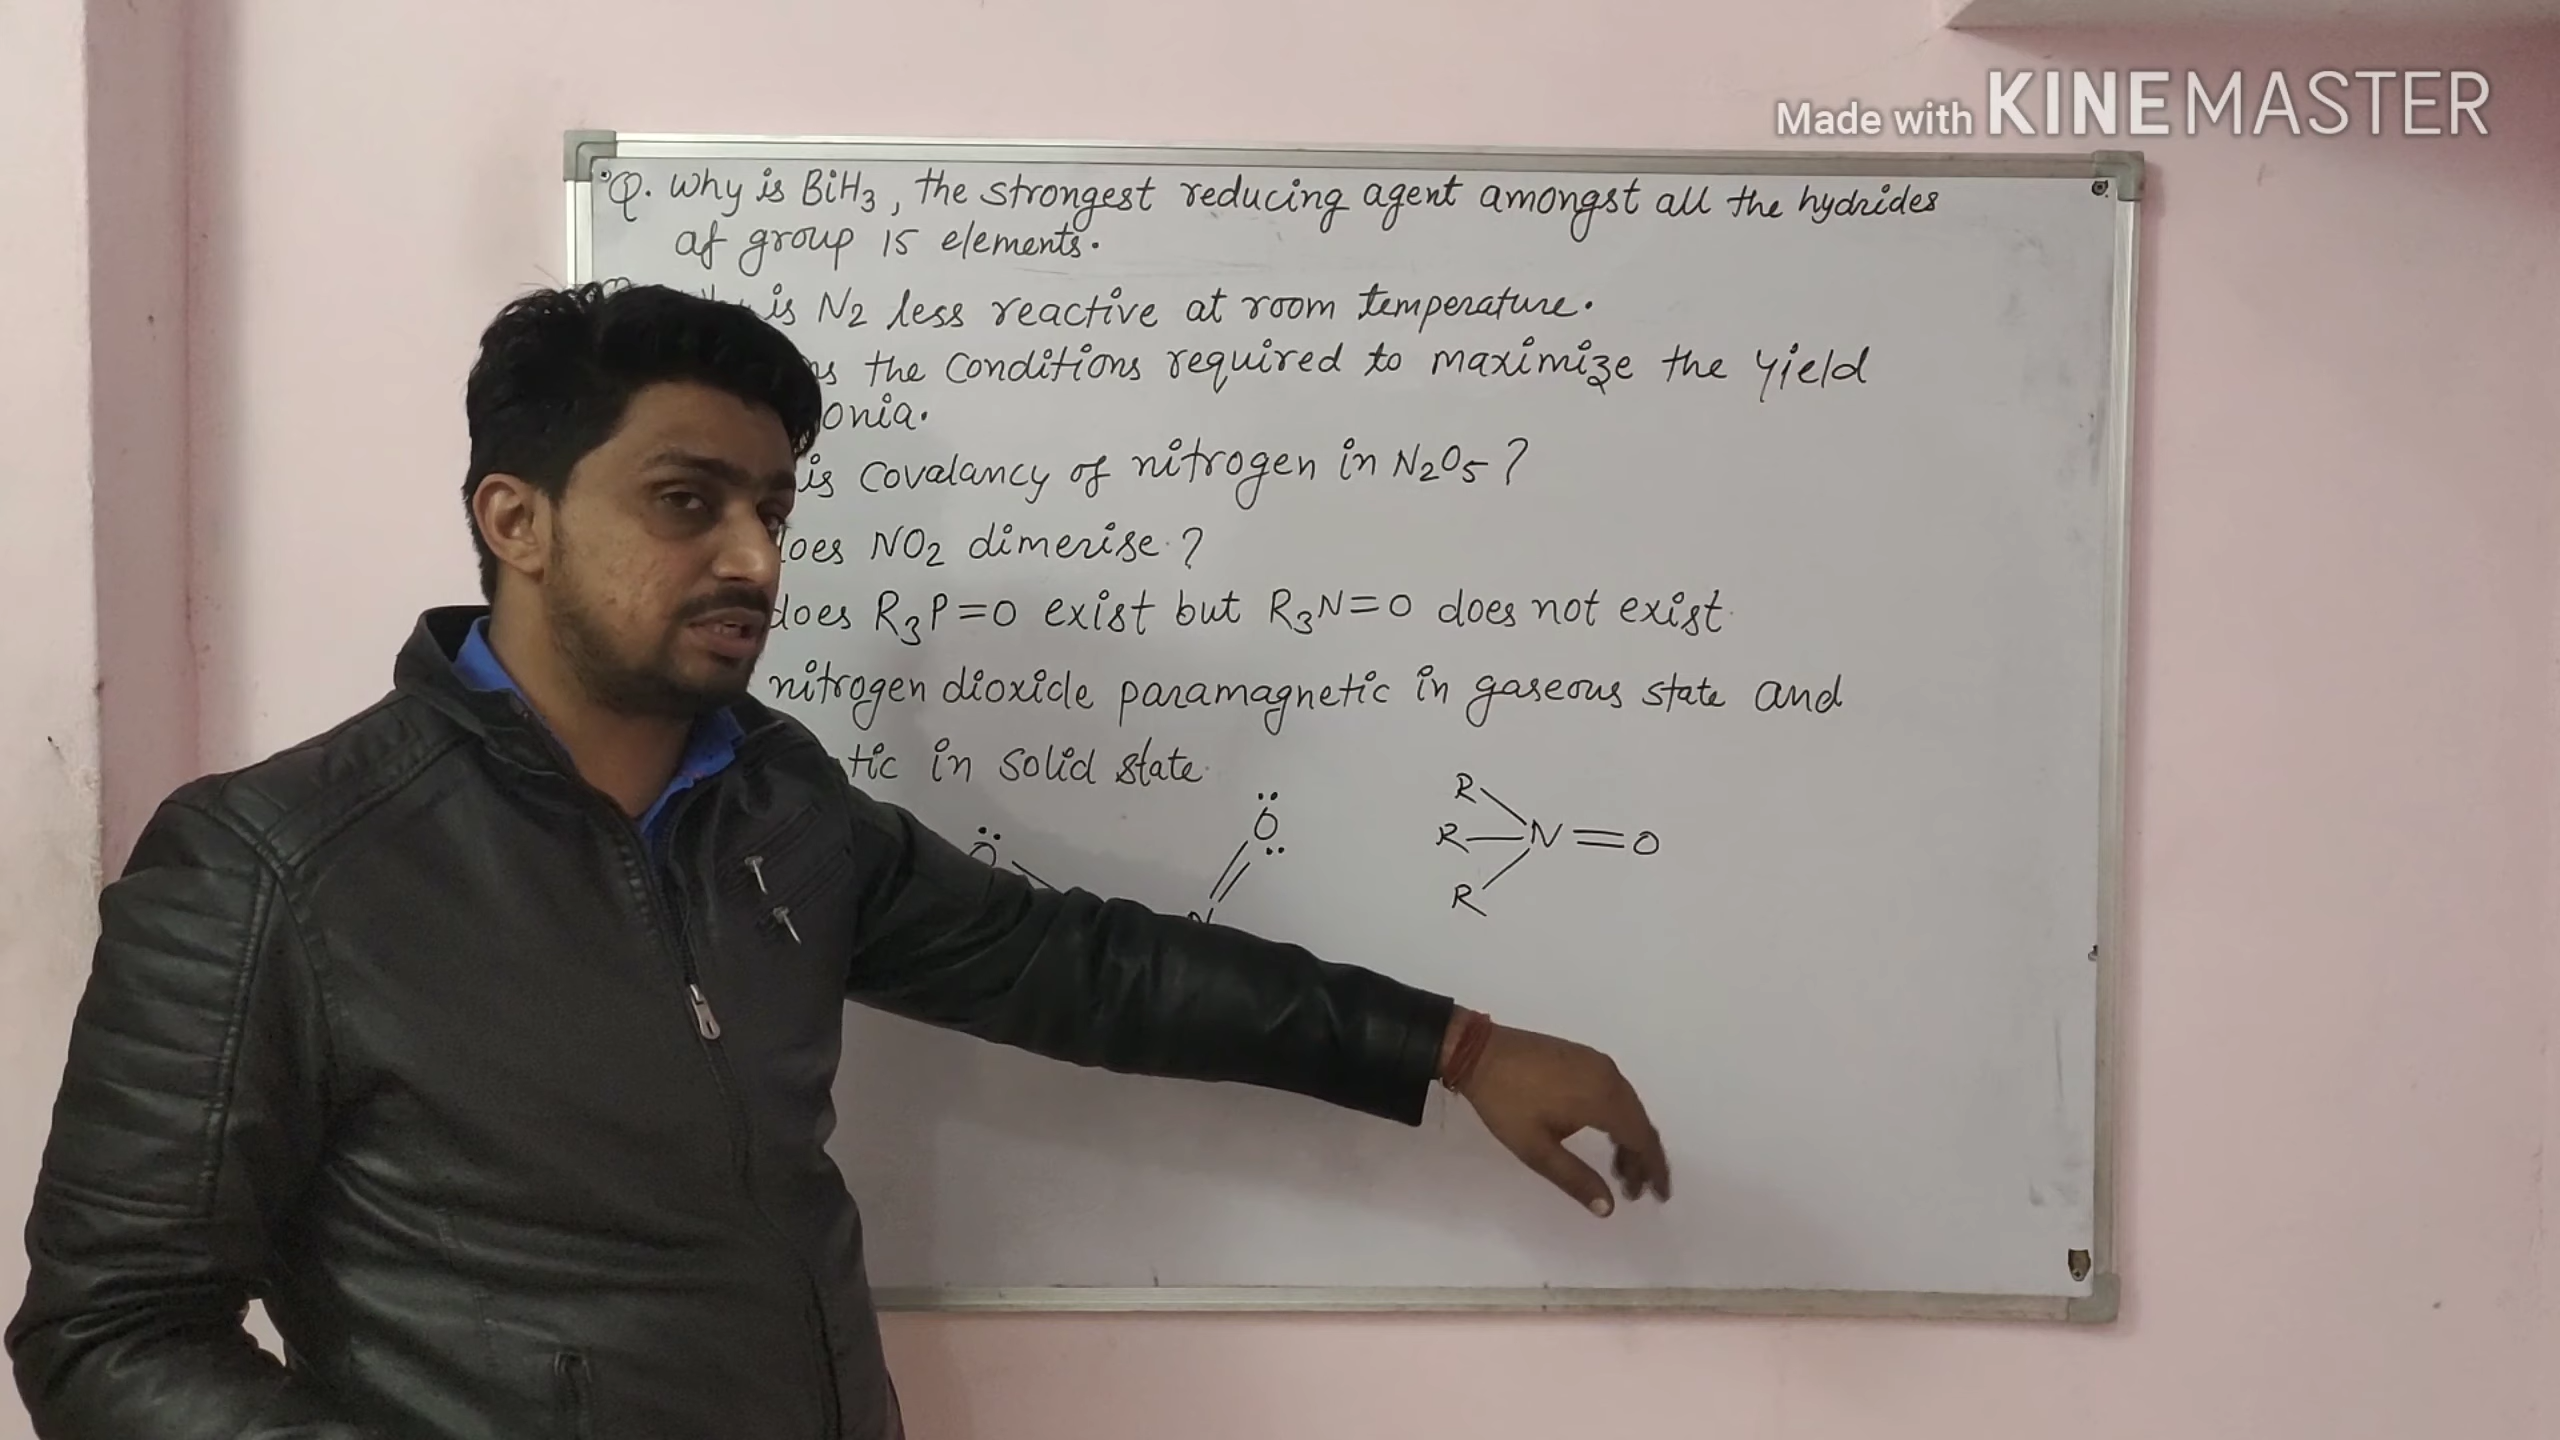 Made with KINEMASTER
Q. Why is BiH3, the strongest reducing agent amongst all the hydrides
of group 15 elements.
is N2 less reactive at room temperature.
the conditions required to maximize the yield
onia.
is covalancy of nitrogen in N2O5?
does NO2 dimerise?
does R3P=O exist but R3N=O does not exist
nitrogen dioxide paramagnetic in gaseous state and
tic in solid state
O O
N
R
R N=O
R